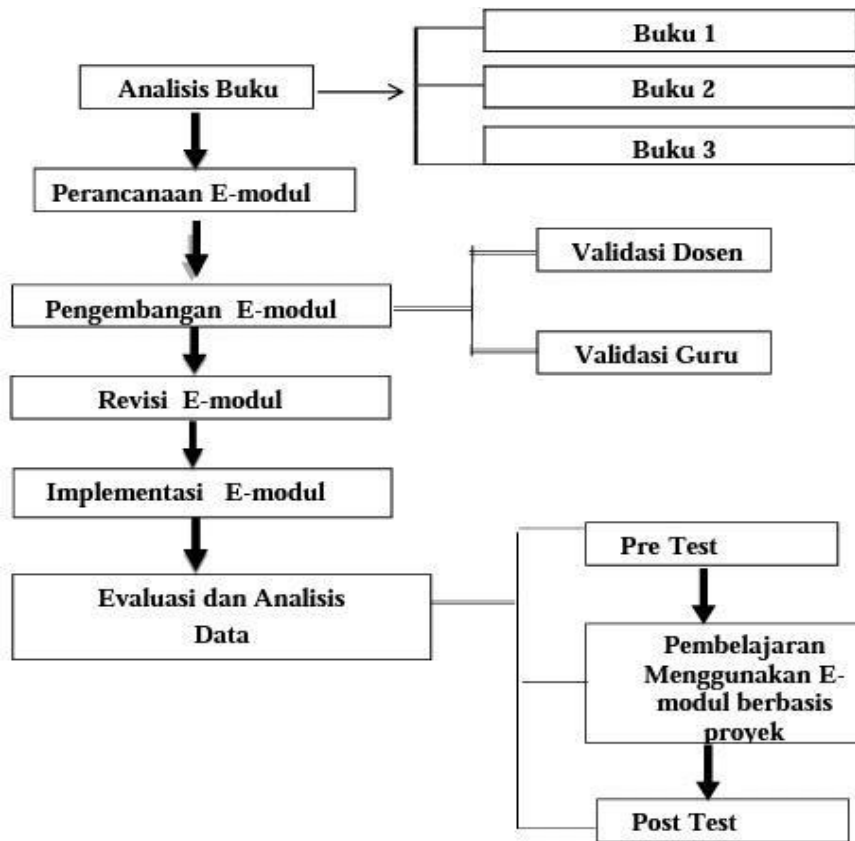 Buku 1
Analisis Buku
Buku 2
Buku 3
Perancanaan E-modul
Validasi Dosen
Pengembangan E-modul
Validasi Guru
Revisi E-modul
Implementasi E-modul
Pre Test
Evaluasi dan Analisis
Data
Pembelajaran
Menggunakan E-
modul berbasis
proyek
Post Test